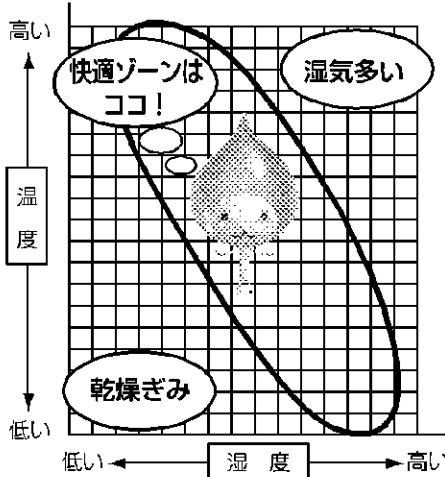 高い
快適ゾーンは
ココ！
湿気多い
温
度
乾燥ぎみ
低い
低い
湿 度
高い